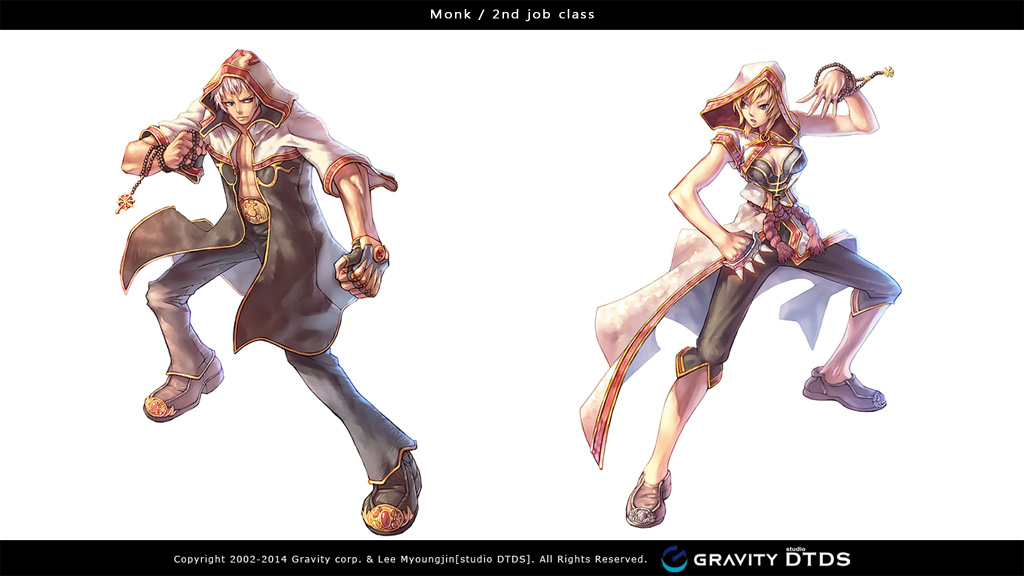 Monk / 2nd job class
Copyright 2002-2014 Gravity corp. & Lee Myoungjin[studio DTDS]. All Rights Reserved.
GRAVITY studio DTDS